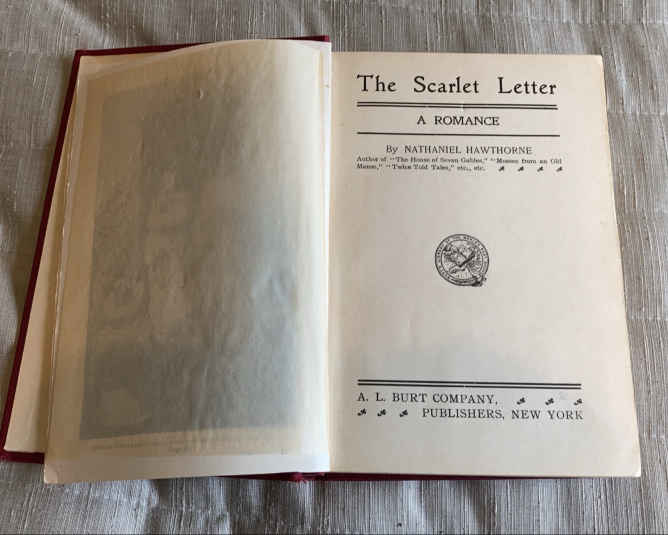 The Scarlet Letter
A ROMANCE
By NATHANIEL HAWTHORNE
Author of "The House of Seven Gables," "Mosses from an Old
Manse," "Twice Told Tales," etc., etc.
A. L. BURT COMPANY,
PUBLISHERS, NEW YORK